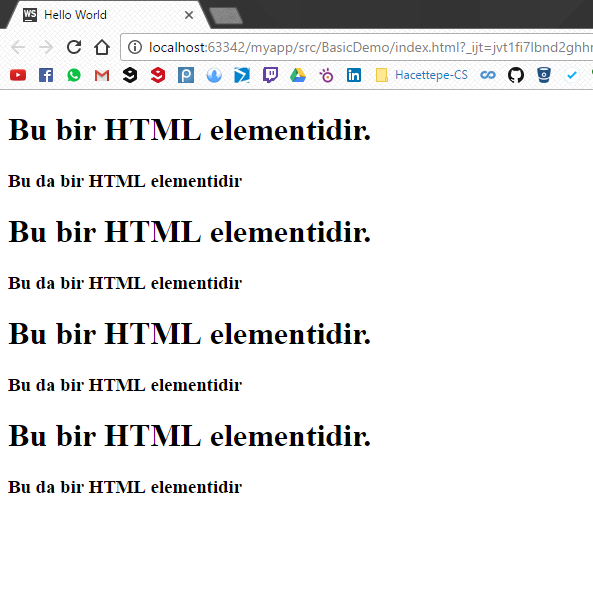 WS Hello World
localhost:63342/myapp/src/BasicDemo/index.html?_ijt=jvt1fi7lbnd2ghh
Hacettepe-CS
Bu bir HTML elementidir.
Bu da bir HTML elementidir
Bu bir HTML elementidir.
Bu da bir HTML elementidir
Bu bir HTML elementidir.
Bu da bir HTML elementidir
Bu bir HTML elementidir.
Bu da bir HTML elementidir